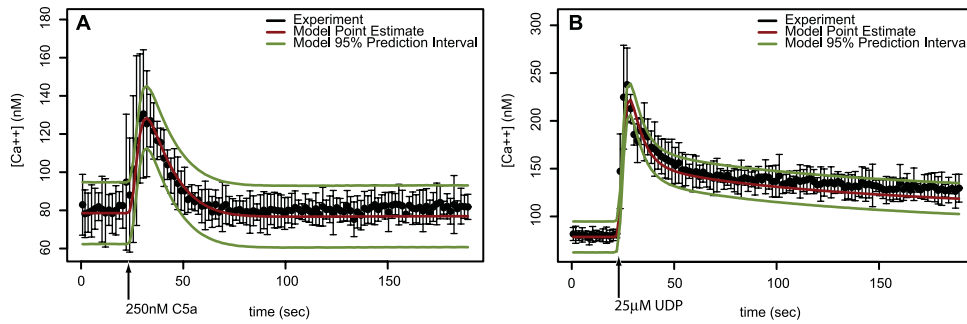 A
Experiment
Model Point Estimate
Model 95% Prediction Interval
[Ca++] (nM)
180
160
140
120
100
80
60
0
50
100
150
250nM C5a
time (sec)
B
Experiment
Model Point Estimate
Model 95% Prediction Interval
[Ca++] (nM)
300
250
200
150
100
0
50
100
150
25µM UDP
time (sec)